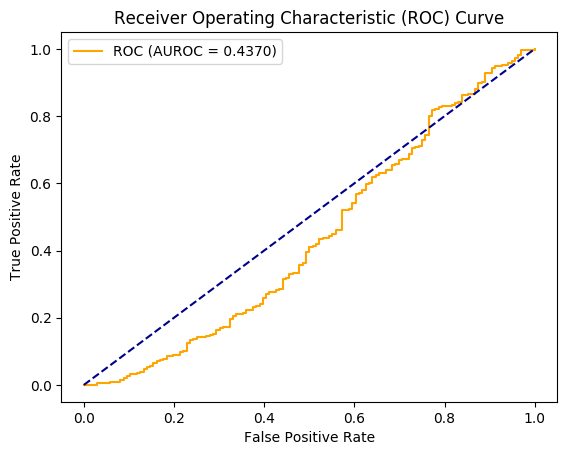 Receiver Operating Characteristic (ROC) Curve
ROC (AUROC = 0.4370)
1.0
0.8
0.6
0.4
0.2
0.0
True Positive Rate
0.0 0.2 0.4 0.6 0.8 1.0
False Positive Rate